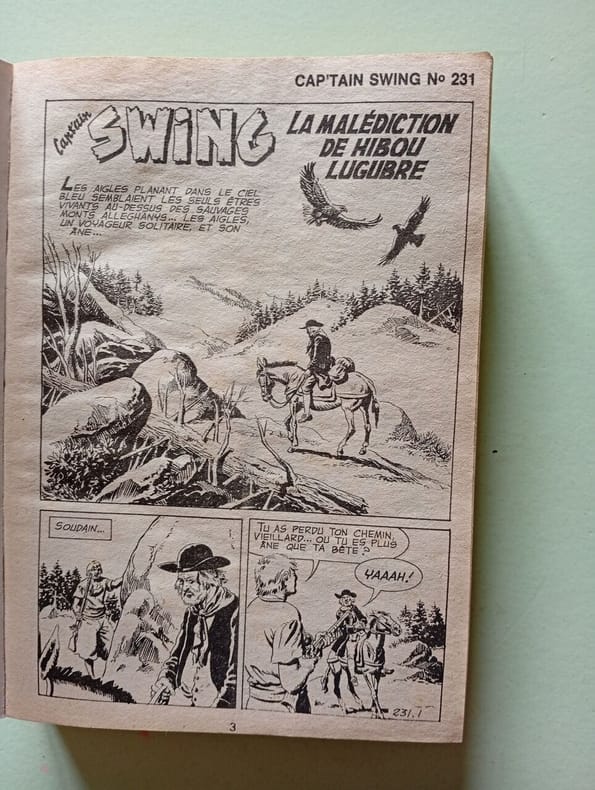 CAP'TAIN SWING No 231
Capt'ain
SWING
LA MALÉDICTION
DE HIBOU
LUGUBRE
LES AIGLES PLANANT DANS LE CIEL
BLEU SEMBLAIENT LES SEULS ÊTRES
VIVANTS AU-DESSUS DES SAUVAGES
MONTS ALLEGHANYS... LES AIGLES,
UN VOYAGEUR SOLITAIRE, ET SON
ÂNE...
SOUDAIN...
TU AS PERDU TON CHEMIN,
VIEILLARD... OU TU ES PLUS
ÂNE QUE TA BÊTE ?
YAAAH!
231.1
3